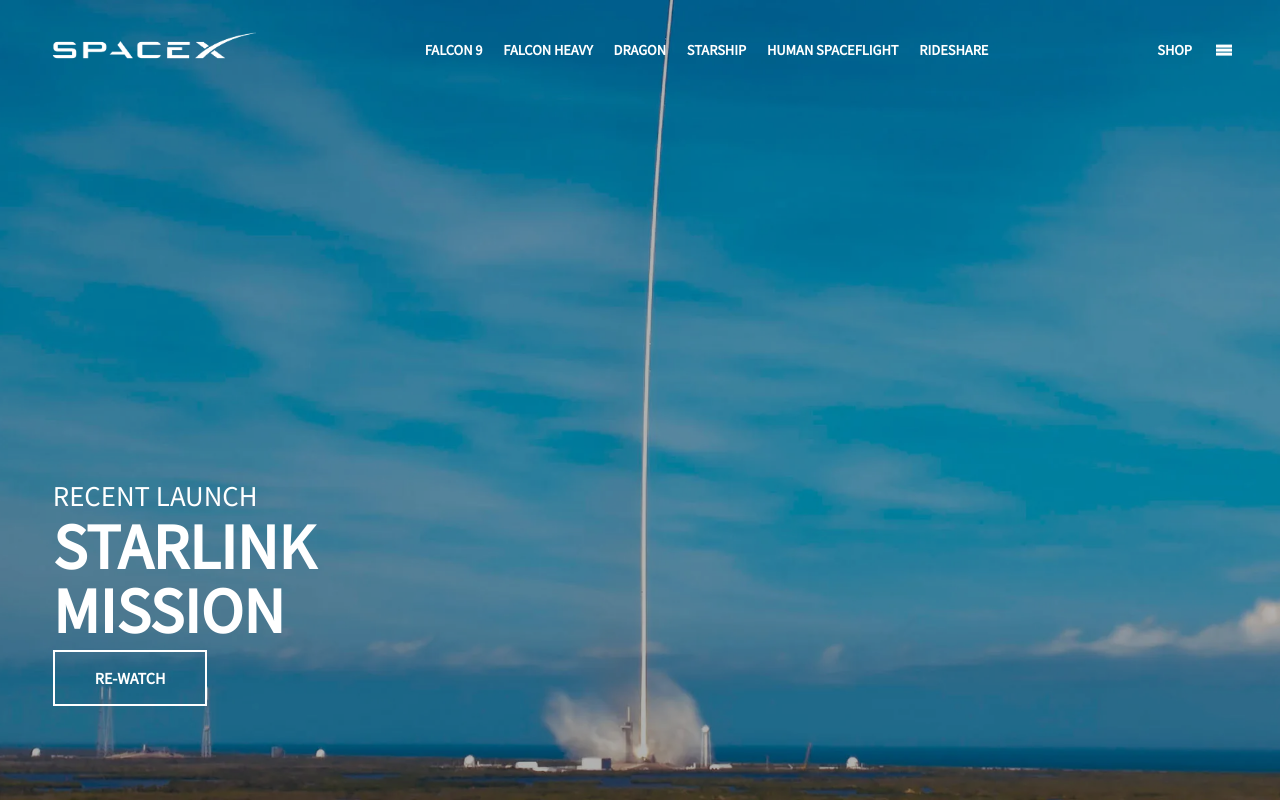 SPACEX
FALCON 9 FALCON HEAVY DRAGON STARSHIP HUMAN SPACEFLIGHT RIDESHARE
SHOP
RECENT LAUNCH
STARLINK
MISSION
RE-WATCH